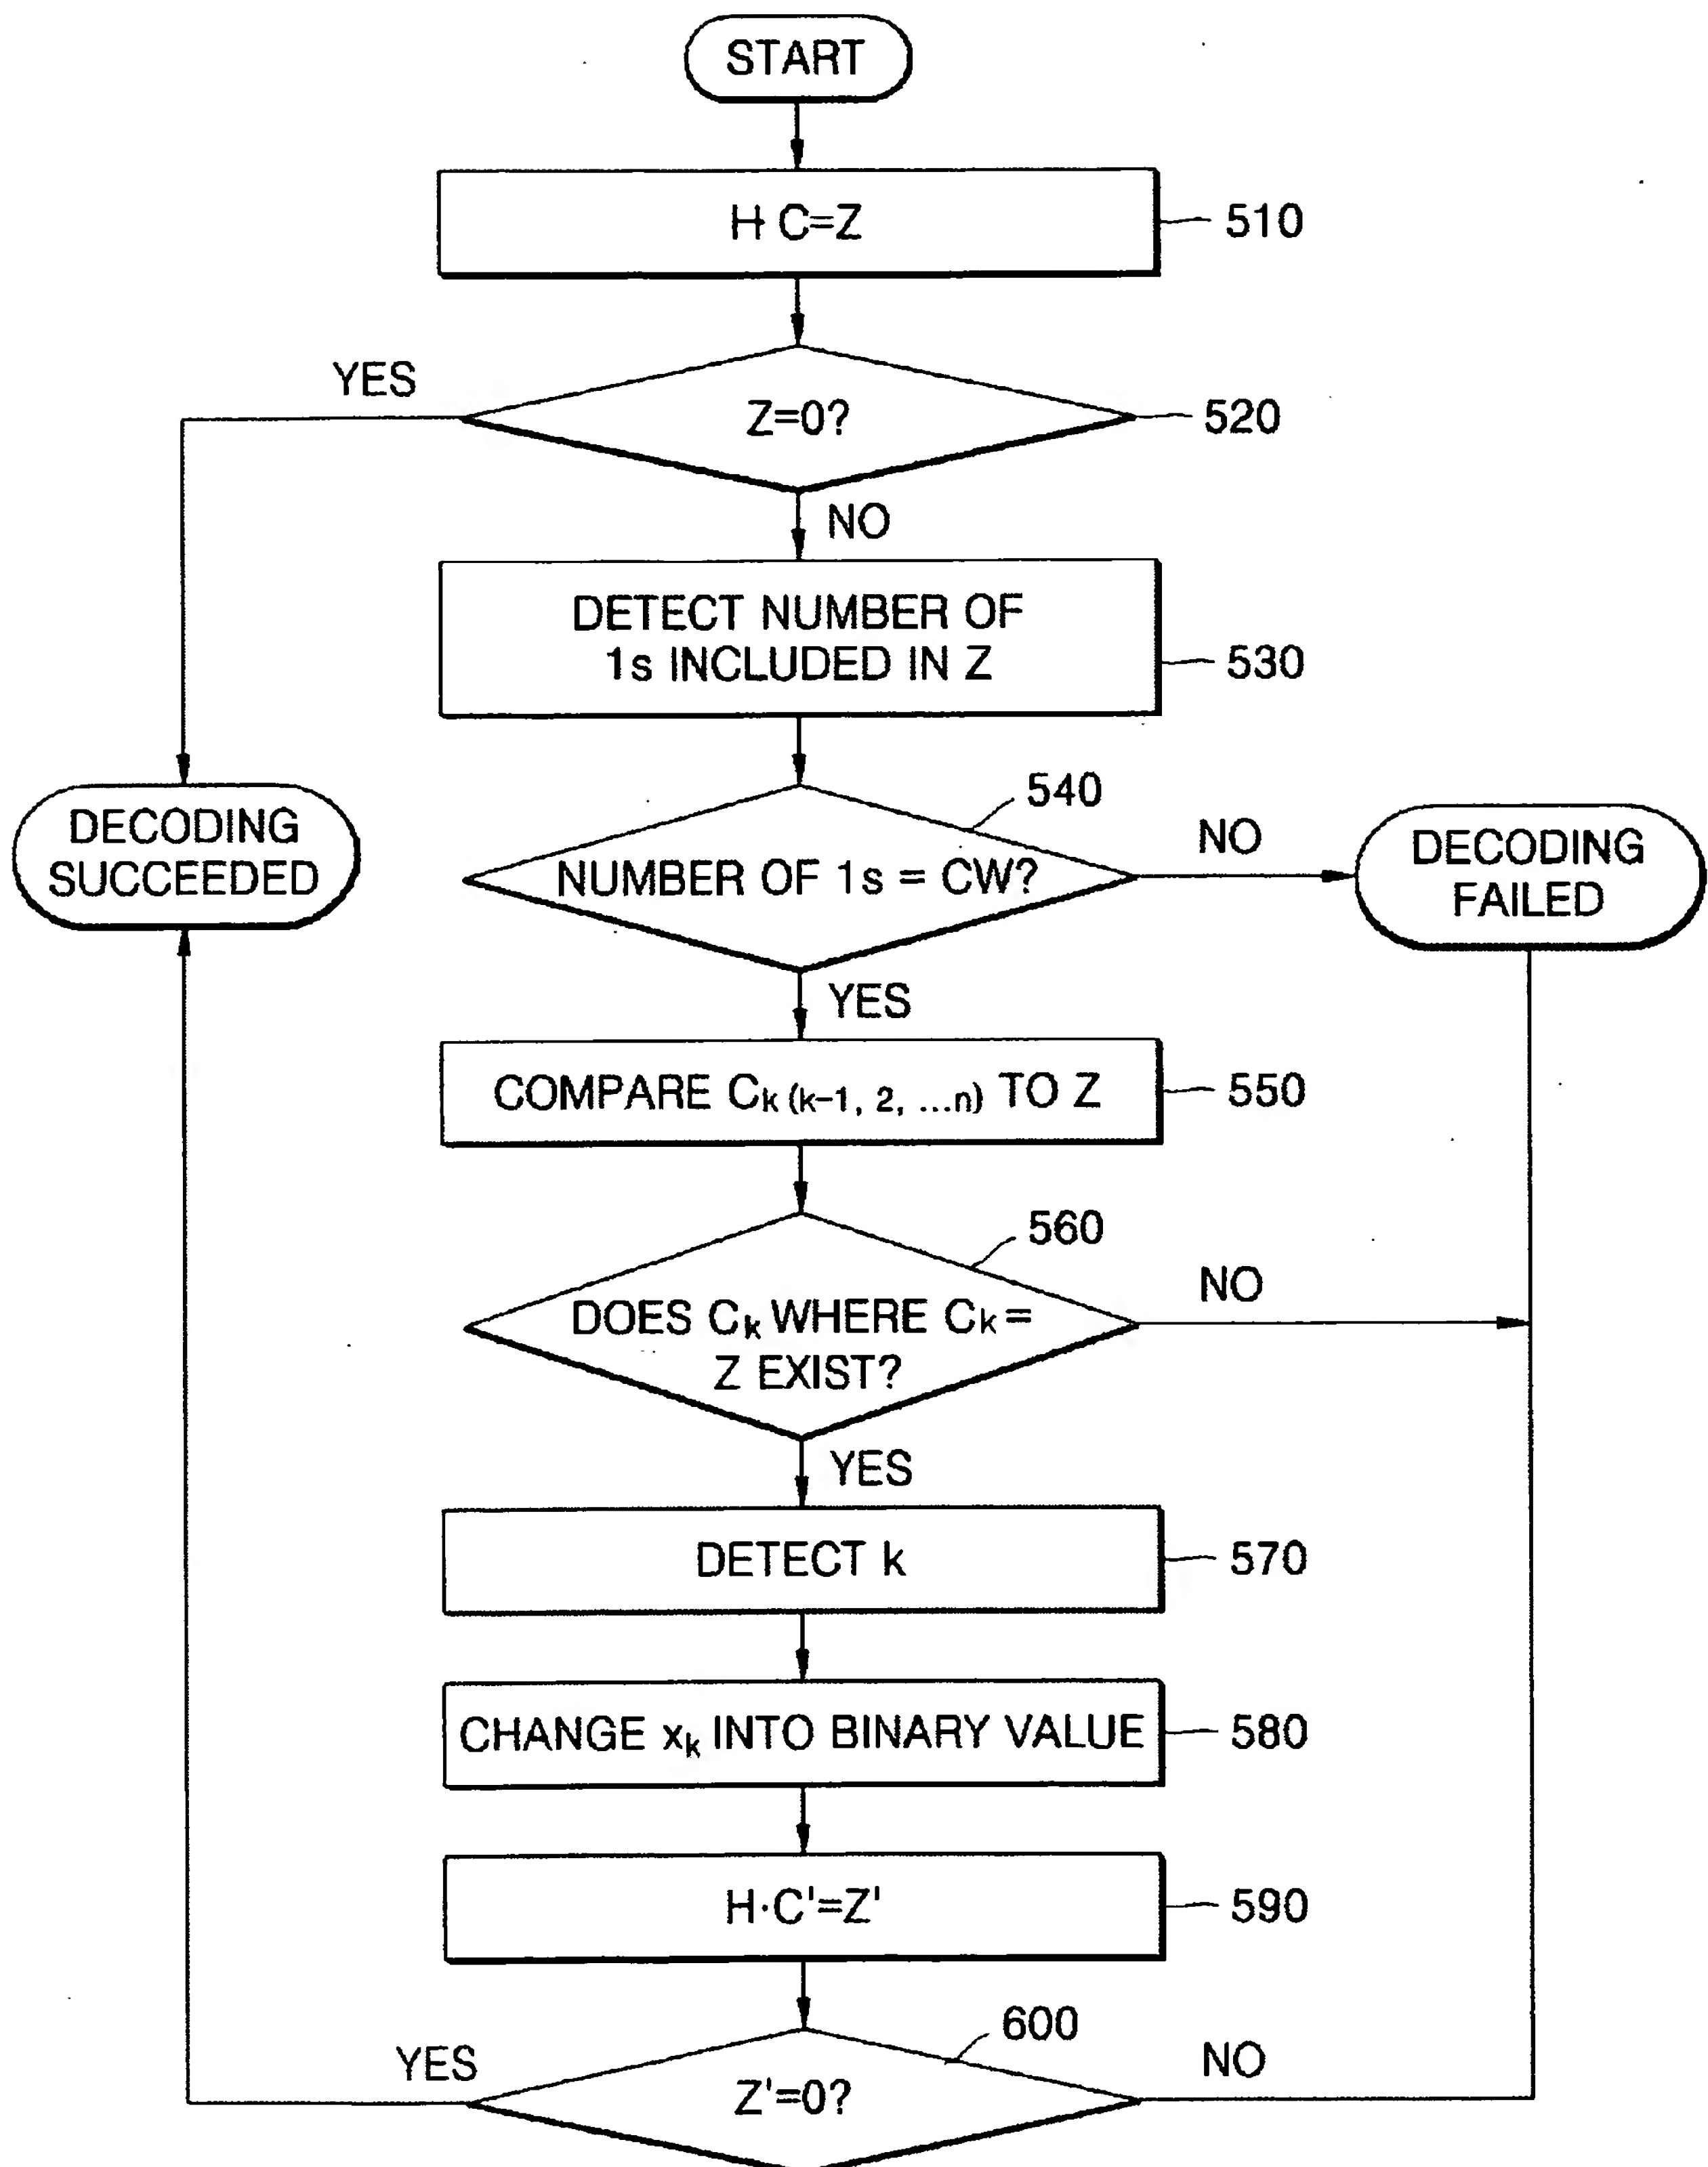 START
H C=Z
510
YES
Z=0?
520
NO
DETECT NUMBER OF
1s INCLUDED IN Z
530
540
DECODING
SUCCEEDED
NUMBER OF 1s = CW?
NO
DECODING
FAILED
YES
COMPARE Ck (k-1, 2, ...n) TO Z
550
560
DOES Ck WHERE Ck =
Z EXIST?
NO
YES
DETECT k
570
CHANGE xk INTO BINARY VALUE
580
H·C'=Z'
590
600
YES
Z'=0?
NO